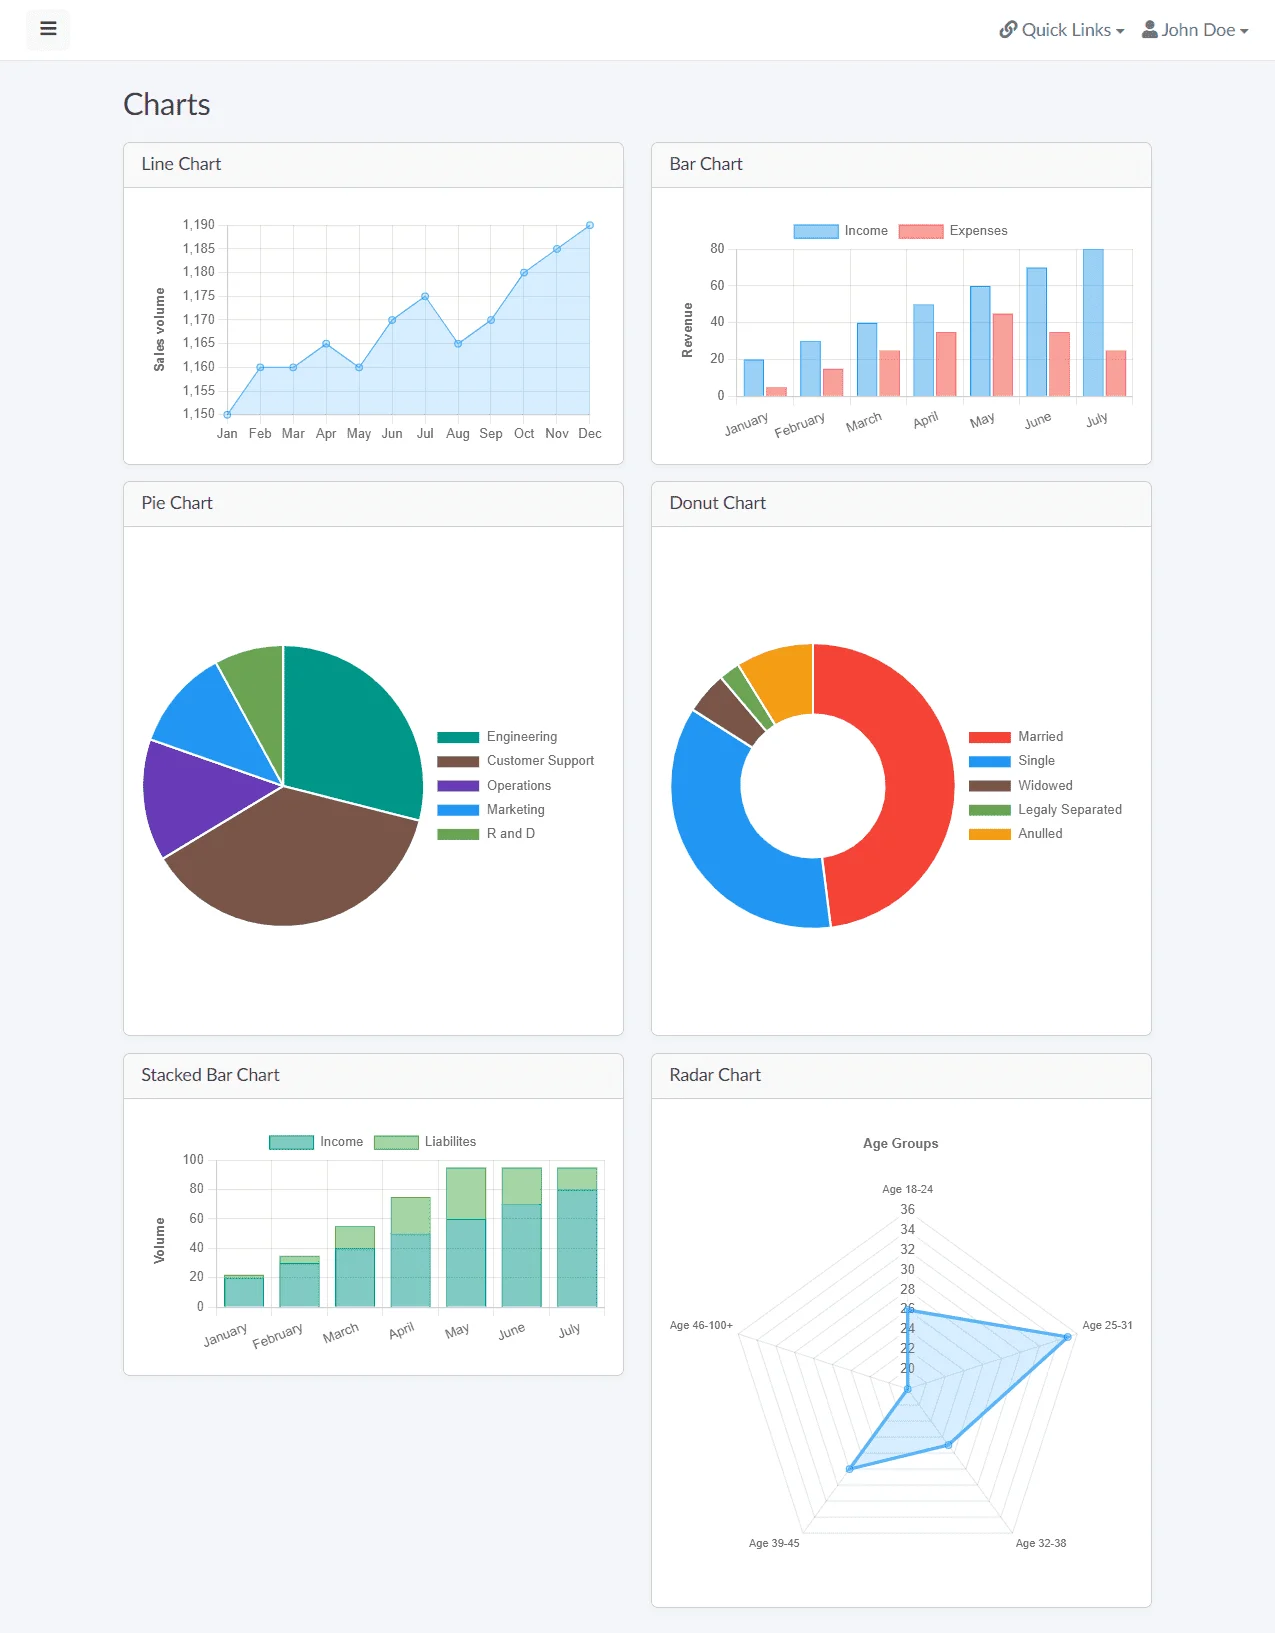 Quick Links
John Doe
Charts
Line Chart
1,190
1,185
1,180
1,175
1,170
1,165
1,160
1,155
1,150
Sales volume
Jan Feb Mar Apr May Jun Jul Aug Sep Oct Nov Dec
Bar Chart
Income Expenses
80
60
40
20
0
Revenue
January February March April May June July
Pie Chart
Engineering
Customer Support
Operations
Marketing
R and D
Donut Chart
Married
Single
Widowed
Legaly Separated
Anulled
Stacked Bar Chart
Income Liabilites
100
80
60
40
20
0
Volume
January February March April May June July
Radar Chart
Age Groups
Age 18-24
36
34
32
30
28
26
24
22
20
Age 46-100+
Age 25-31
Age 39-45
Age 32-38